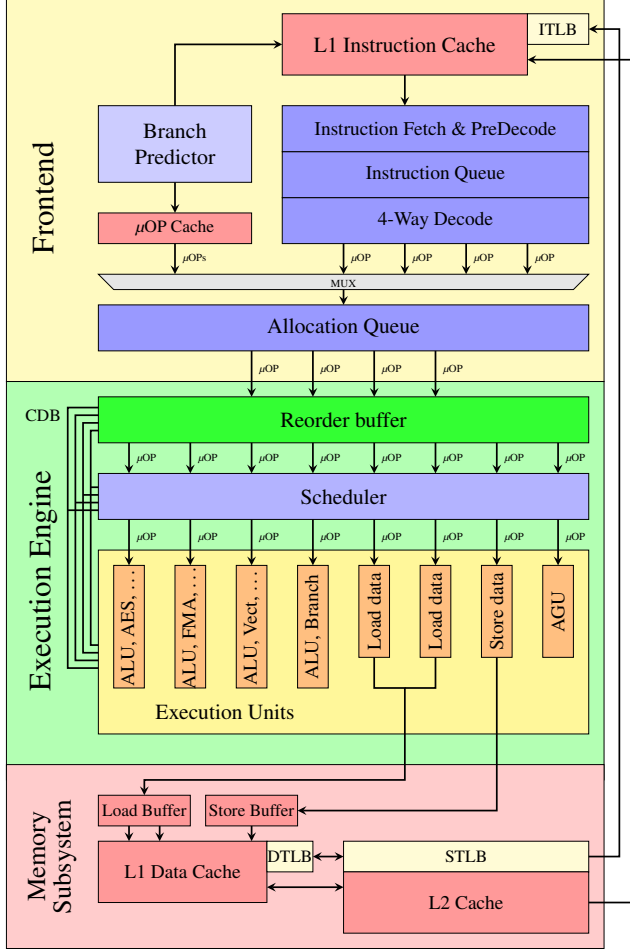 Frontend
L1 Instruction Cache
ITLB
Branch
Predictor
Instruction Fetch & PreDecode
Instruction Queue
4-Way Decode
μOP Cache
μOPs
μOP μOP μOP μOP
MUX
Allocation Queue
μOP μOP μOP μOP
Execution Engine
CDB
Reorder buffer
μOP μOP μOP μOP μOP μOP μOP μOP
Scheduler
μOP μOP μOP μOP μOP μOP μOP μOP
ALU, AES, ...
ALU, FMA, ...
ALU, Vect, ...
ALU, Branch
Load data
Load data
Store data
AGU
Execution Units
Memory
Subsystem
Load Buffer
Store Buffer
L1 Data Cache
DTLB
STLB
L2 Cache